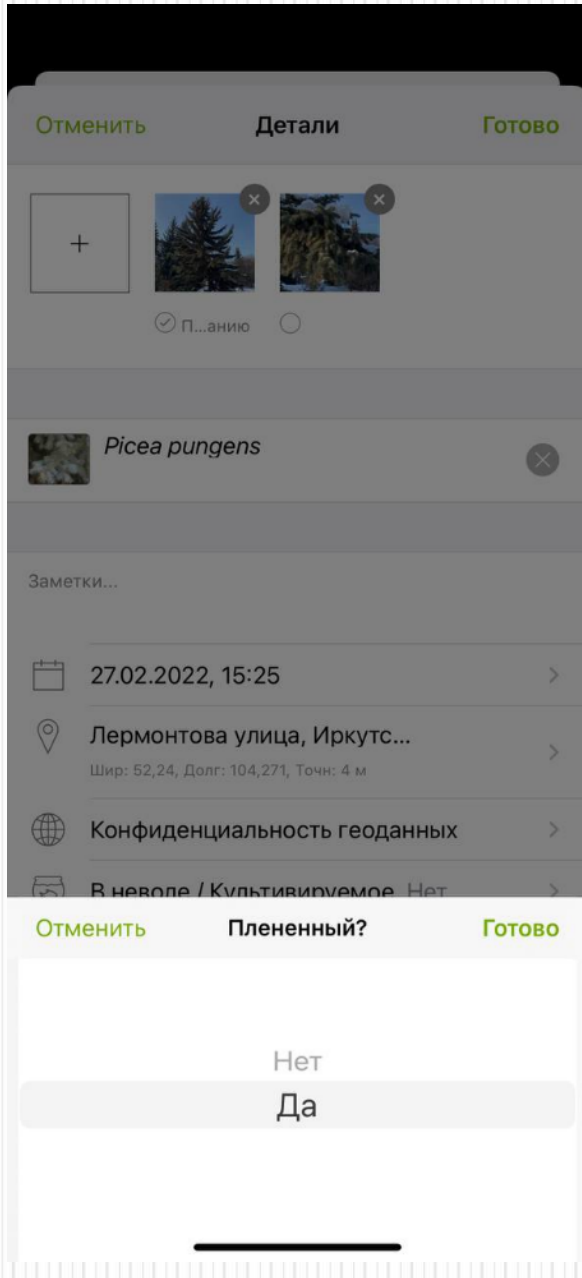 Отменить Детали Готово
П...анию
Picea pungens
Заметки...
27.02.2022, 15:25
Лермонтова улица, Иркутс...
Шир: 52,24, Долг: 104,271, Точн: 4 м
Конфиденциальность геоданных
В неволе / Культивируемое Нет
Отменить Плененный? Готово
Нет
Да